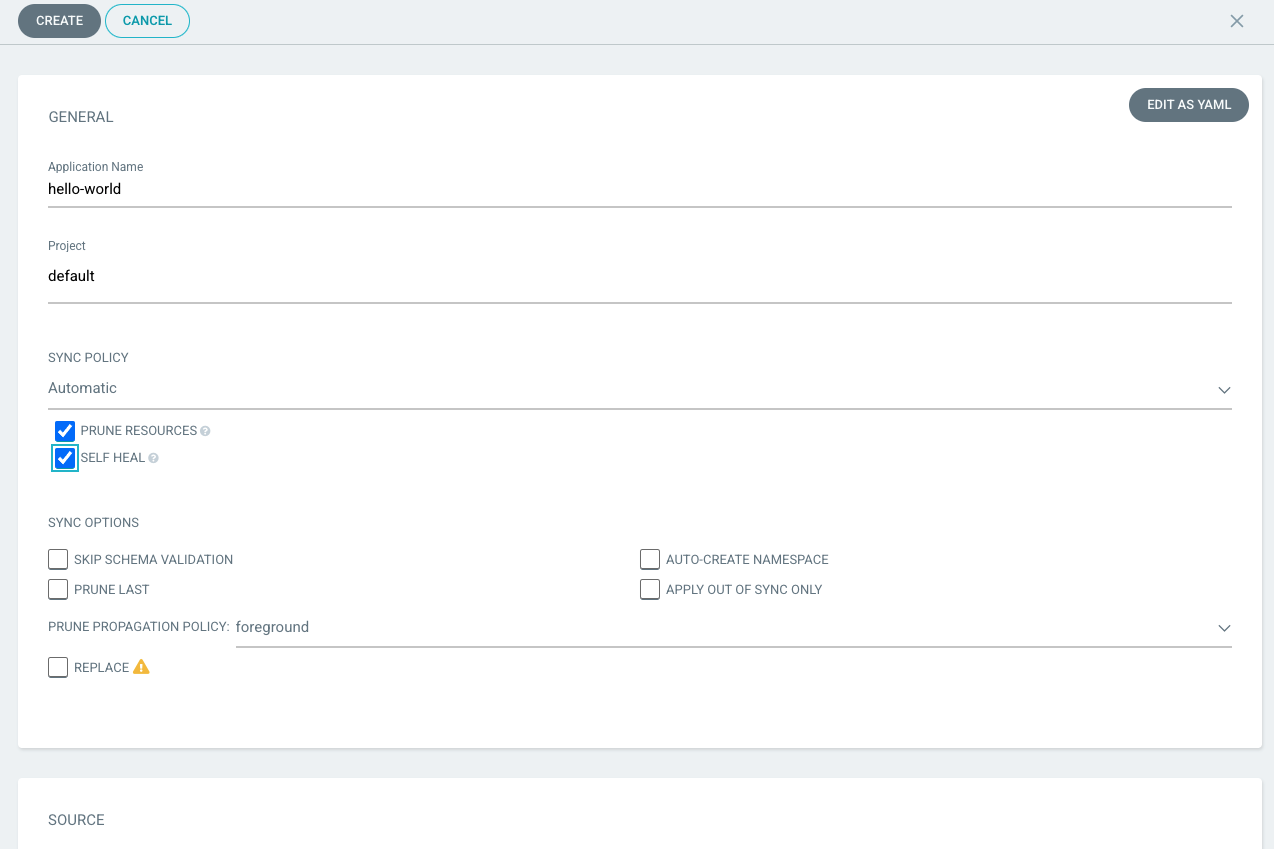 CREATE CANCEL
EDIT AS YAML
GENERAL
Application Name
hello-world
Project
default
SYNC POLICY
Automatic
PRUNE RESOURCES ?
SELF HEAL ?
SYNC OPTIONS
SKIP SCHEMA VALIDATION AUTO-CREATE NAMESPACE
PRUNE LAST APPLY OUT OF SYNC ONLY
PRUNE PROPAGATION POLICY: foreground
REPLACE
SOURCE